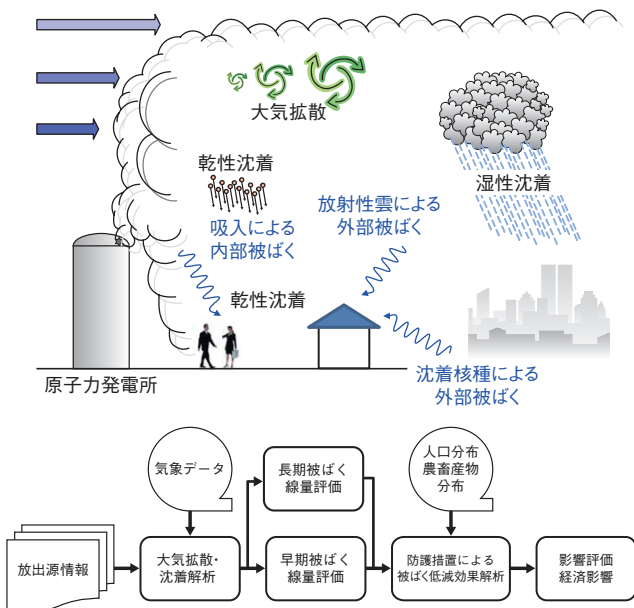 大気拡散
乾性沈着
湿性沈着
吸入による
内部被ばく
放射性雲による
外部被ばく
乾性沈着
原子力発電所
沈着核種による
外部被ばく
気象データ
長期被ばく
線量評価
人口分布
農畜産物
分布
放出源情報
大気拡散・
沈着解析
早期被ばく
線量評価
防護措置による
被ばく低減効果解析
影響評価
経済影響